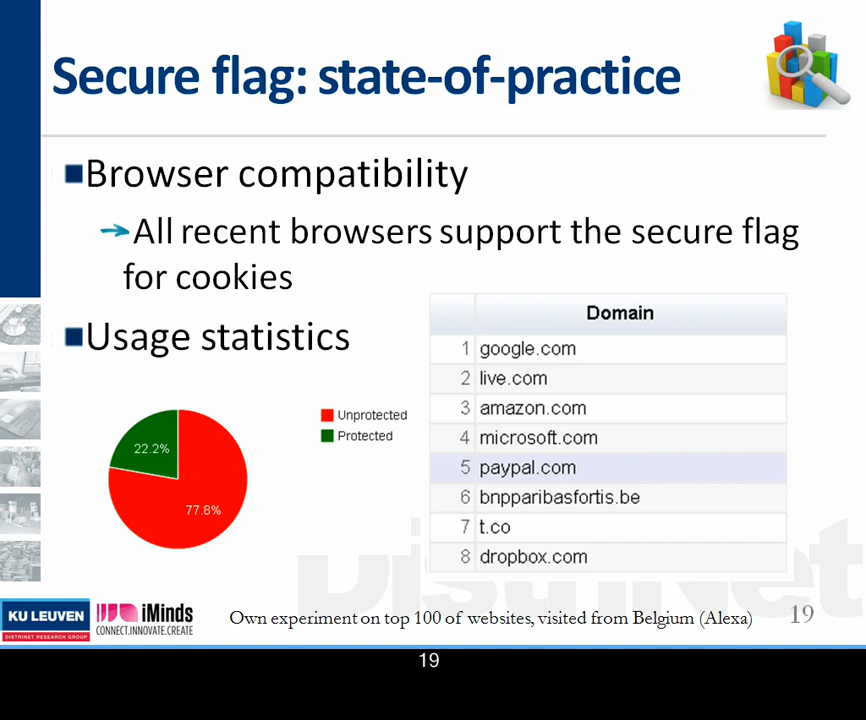 Secure flag: state-of-practice
Browser compatibility
All recent browsers support the secure flag
for cookies
Usage statistics
22.2%
77.8%
Unprotected
Protected
Domain
1 google.com
2 live.com
3 amazon.com
4 microsoft.com
5 paypal.com
6 bnpparibasfortis.be
7 t.co
8 dropbox.com
DistriNet
KU LEUVEN
DISTRINET RESEARCH GROUP
iMinds
CONNECT.INNOVATE.CREATE
Own experiment on top 100 of websites, visited from Belgium (Alexa)
19
19